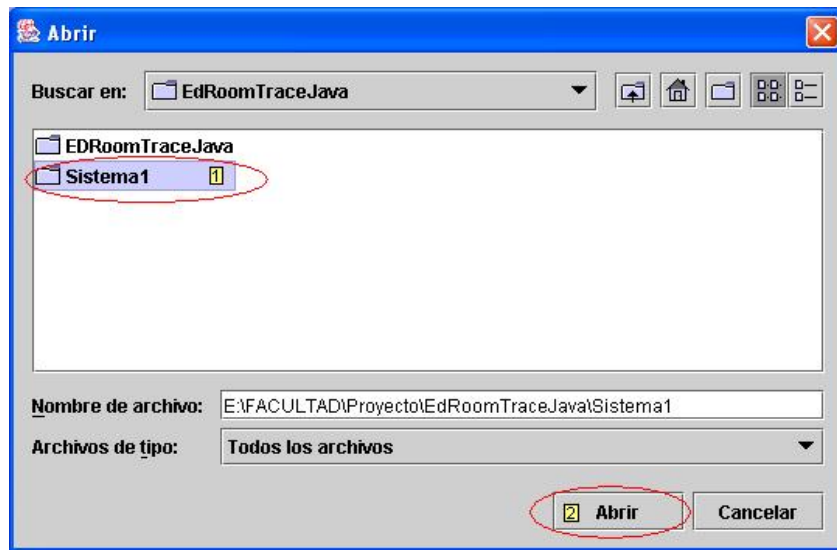 Abrir
Buscar en: EdRoomTraceJava
EDRoomTraceJava
Sistema1 1
Nombre de archivo: E:\FACULTAD\Proyecto\EdRoomTraceJava\Sistema1
Archivos de tipo: Todos los archivos
2 Abrir Cancelar